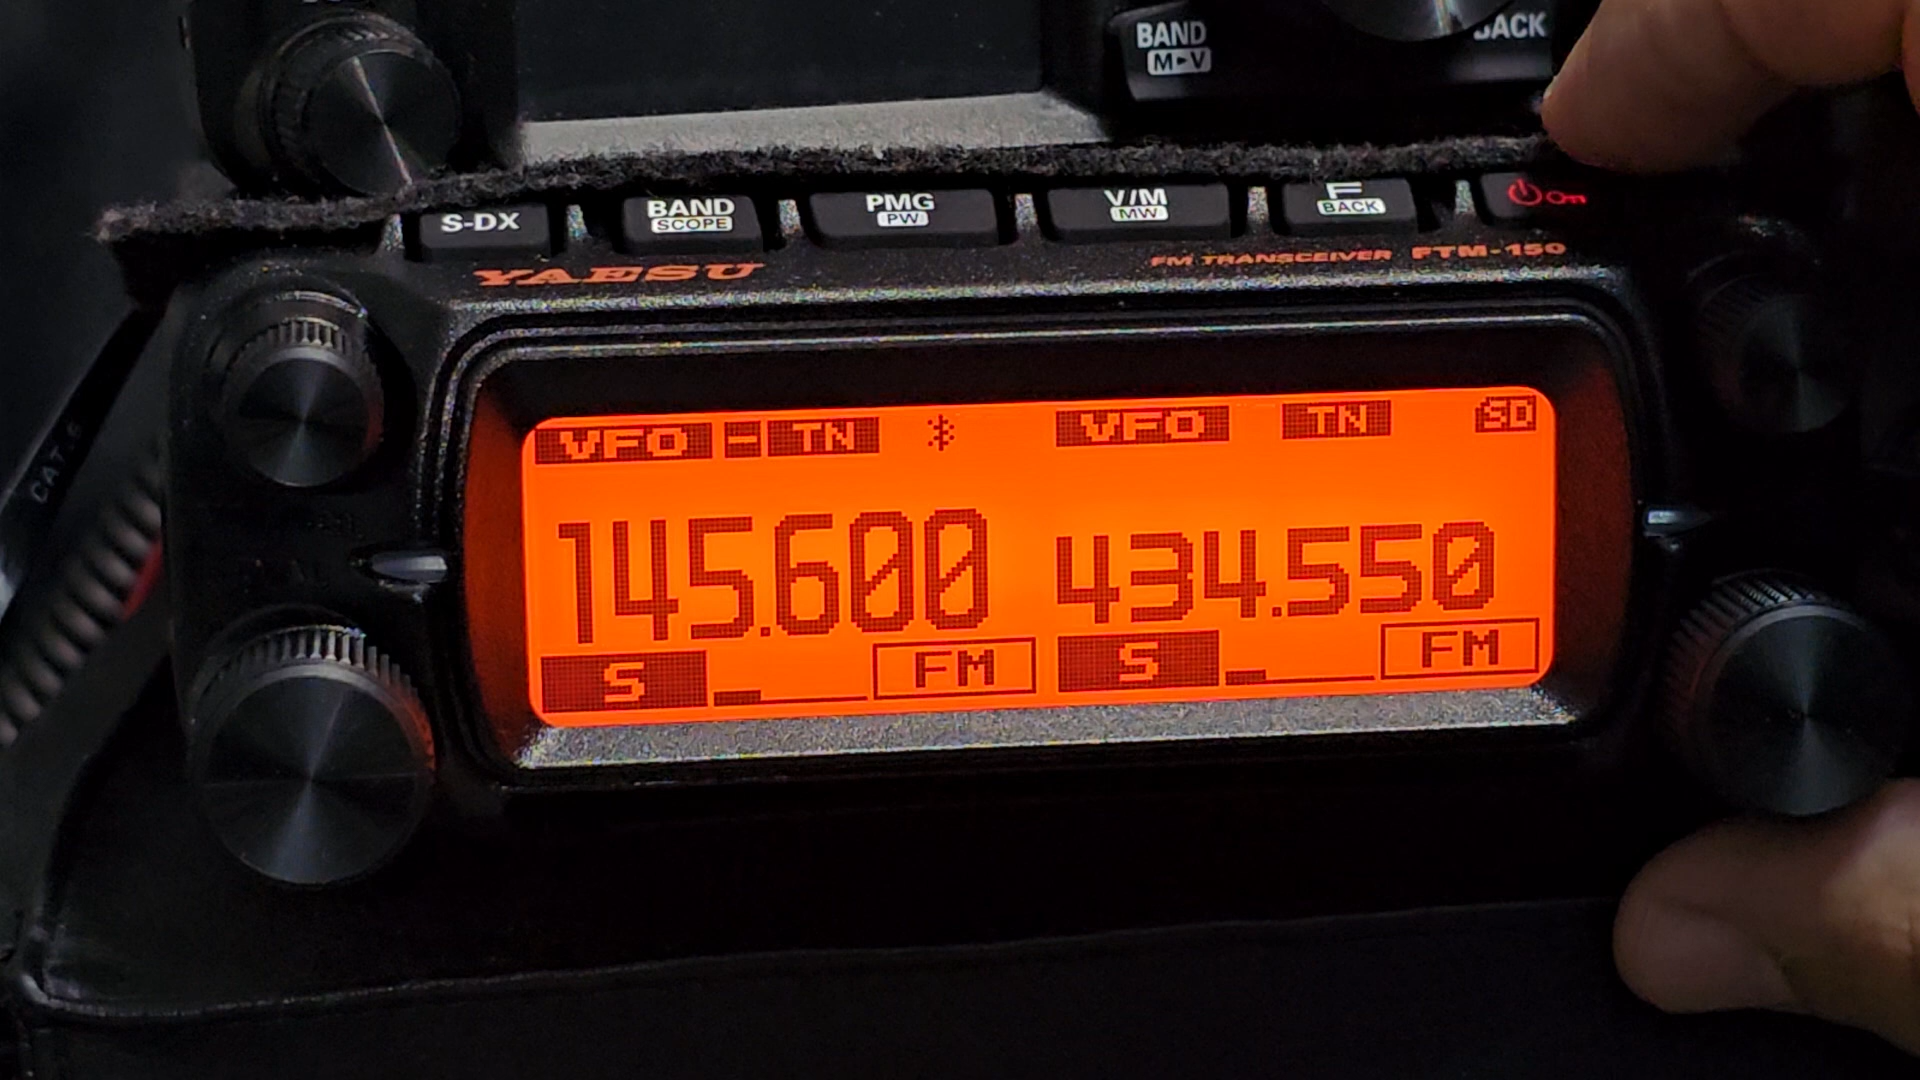 BAND
M►V
BACK
S-DX
BAND
SCOPE
PMG
PW
V/M
MW
F
BACK
YAESU
FM TRANSCEIVER FTM-150
VFO - TN VFO TN SD
145.600 434.550
S FM S FM
CAT.6